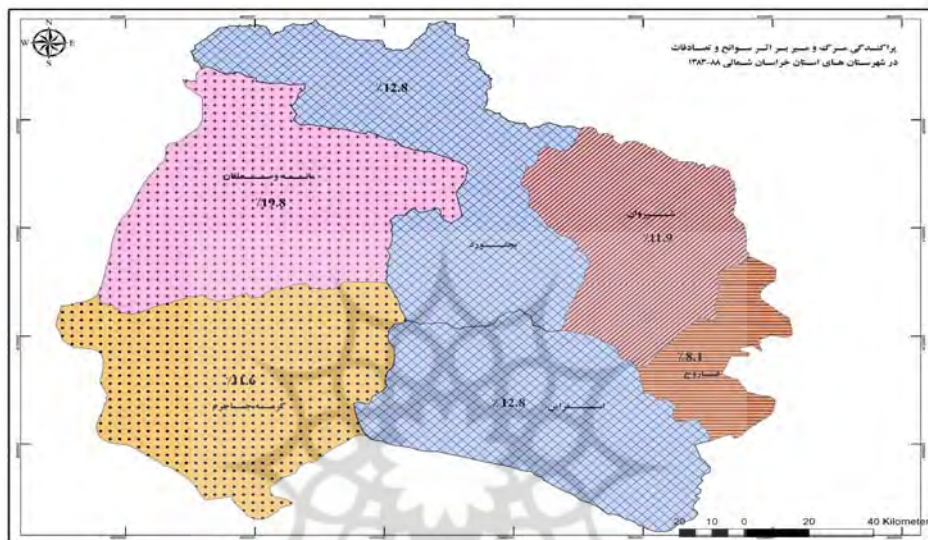 N
W E
S
پراکندگی مرگ و میر بر اثر سوانح و تصادفات
در شهرستان های استان خراسان شمالی ۸۸-۱۳۸۳
٪12.8
مانه و سملقان
٪19.8
شیروان
٪11.9
بجنورد
٪8.1
فاروج
٪11.6
گرمه جاجرم
٪12.8 اسفراین
20 10 0 20 40 Kilometer